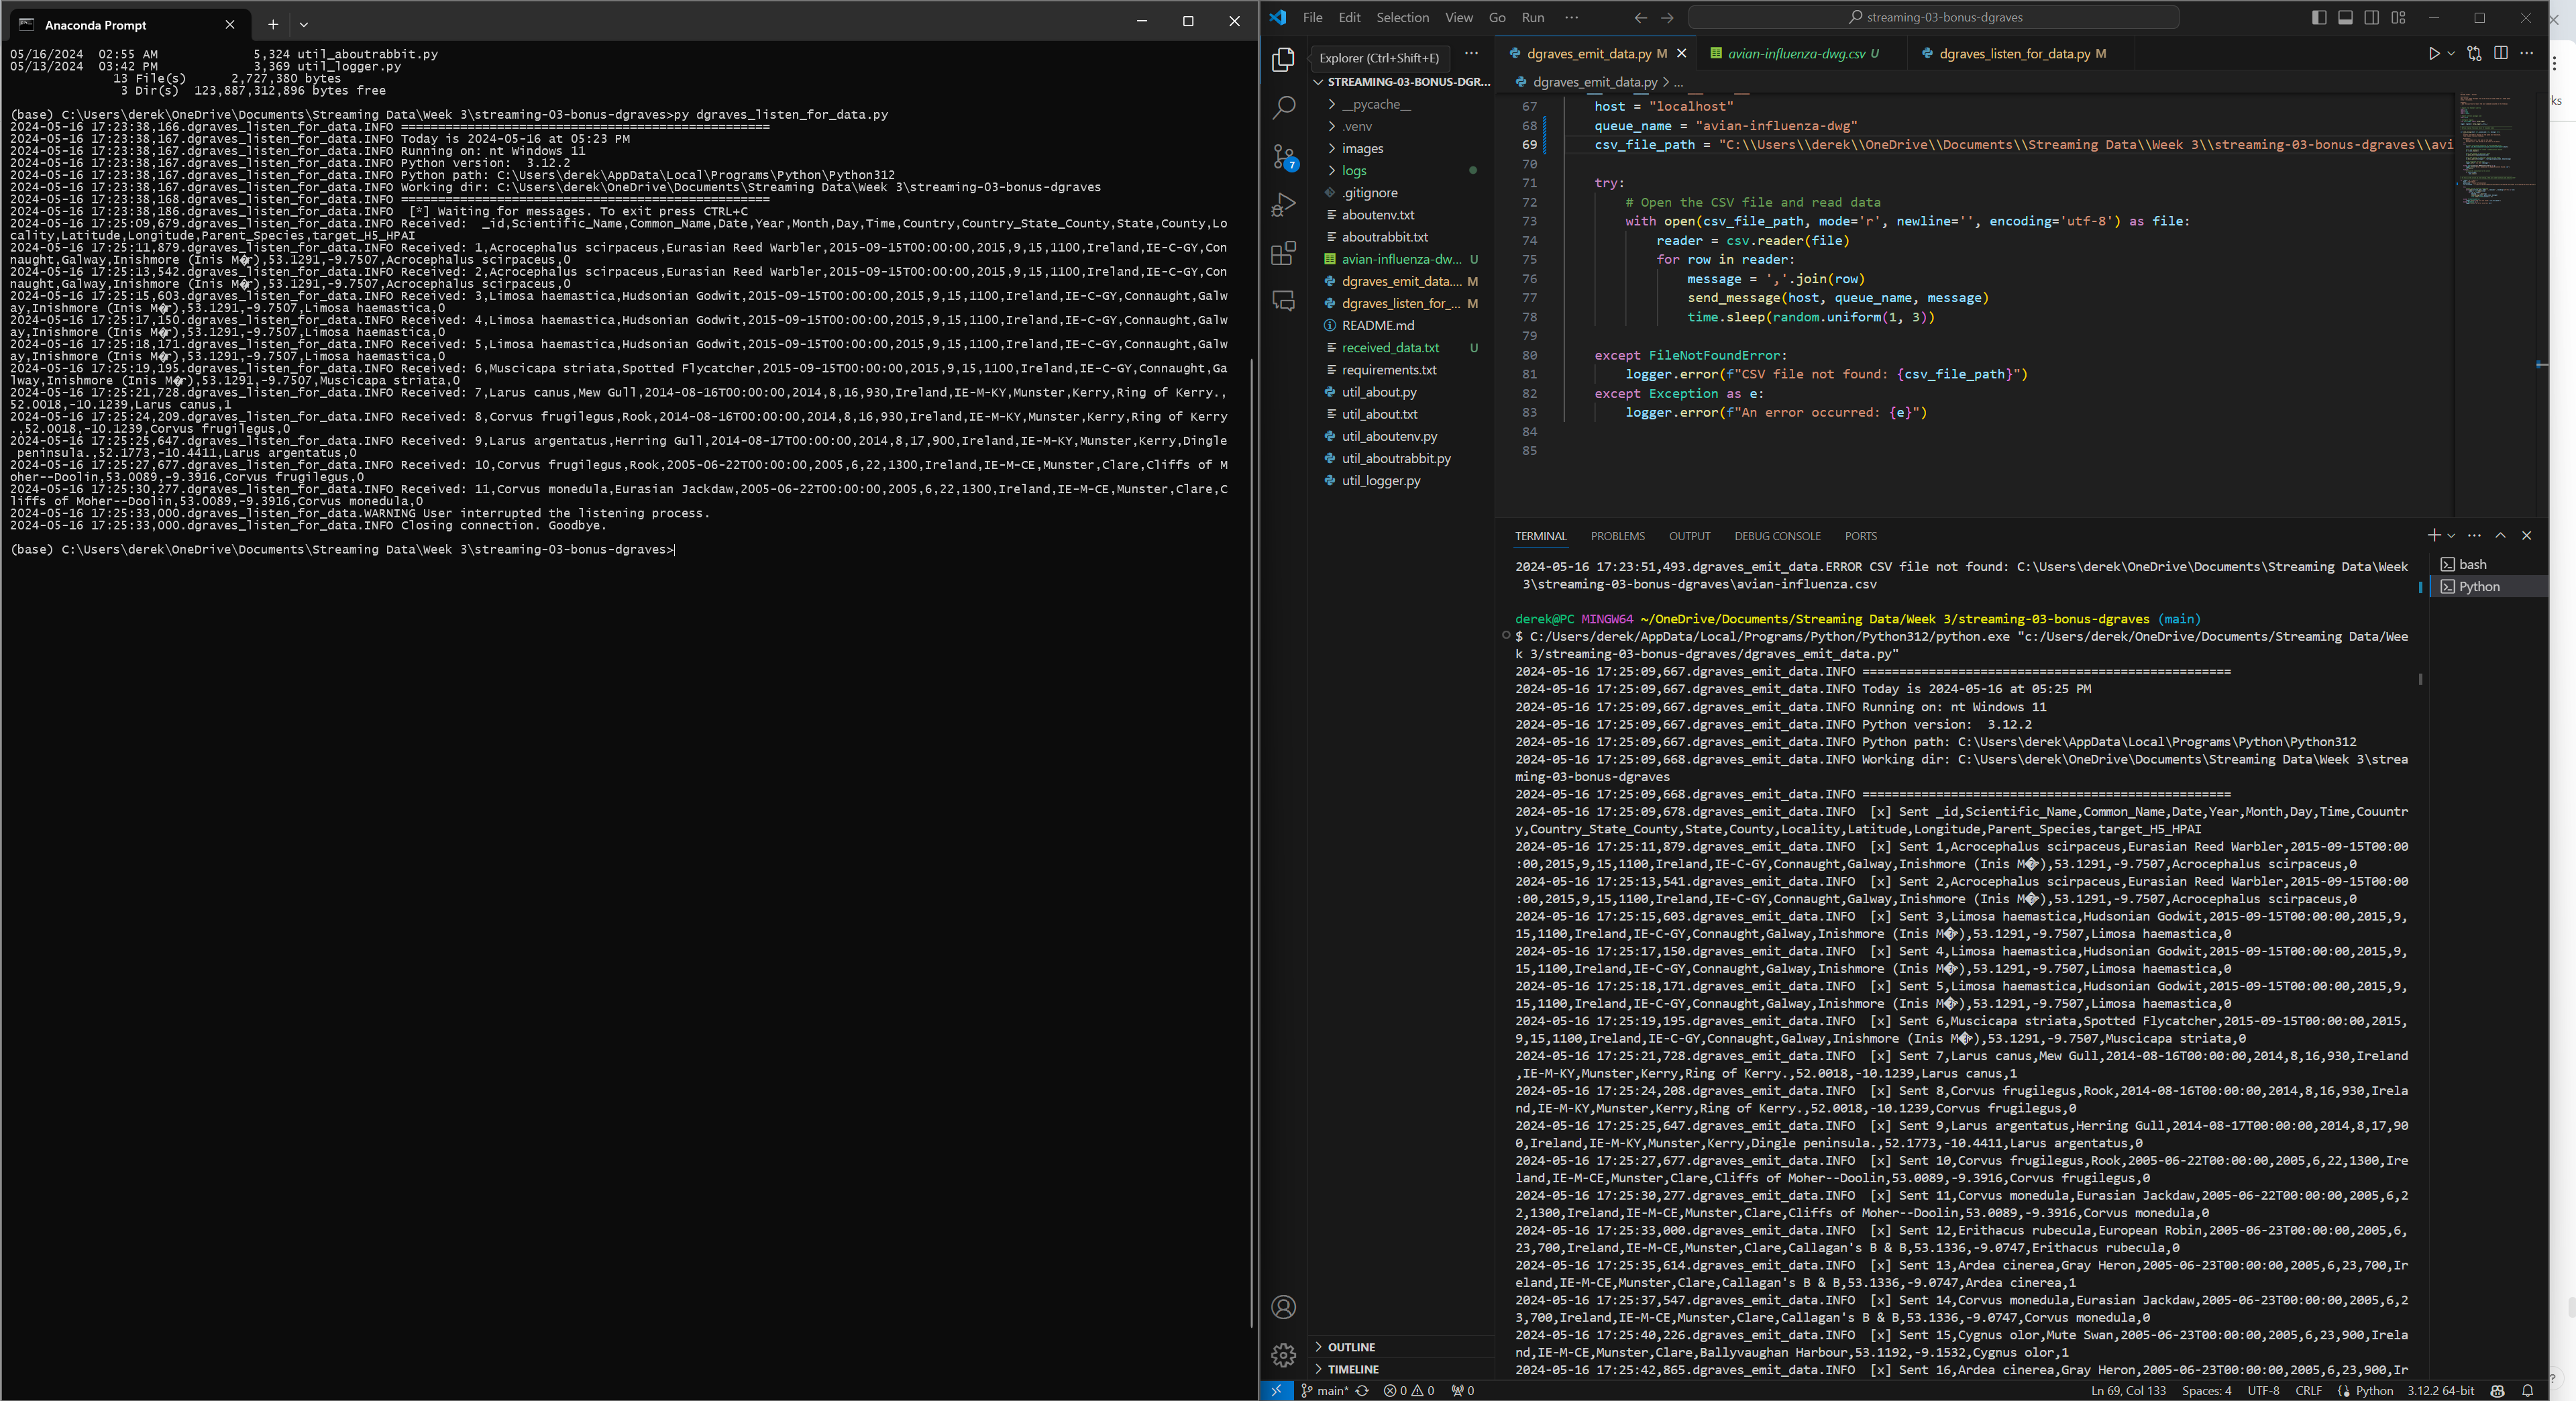 Anaconda Prompt
05/16/2024  02:55 AM             5,324 util_aboutrabbit.py
05/13/2024  03:42 PM             3,369 util_logger.py
              13 File(s)      2,727,380 bytes
               3 Dir(s)  123,887,312,896 bytes free
(base) C:\Users\derek\OneDrive\Documents\Streaming Data\Week 3\streaming-03-bonus-dgraves>py dgraves_listen_for_data.py
2024-05-16 17:23:38,166.dgraves_listen_for_data.INFO ==================================================
2024-05-16 17:23:38,167.dgraves_listen_for_data.INFO Today is 2024-05-16 at 05:23 PM
2024-05-16 17:23:38,167.dgraves_listen_for_data.INFO Running on: nt Windows 11
2024-05-16 17:23:38,167.dgraves_listen_for_data.INFO Python version:  3.12.2
2024-05-16 17:23:38,167.dgraves_listen_for_data.INFO Python path: C:\Users\derek\AppData\Local\Programs\Python\Python312
2024-05-16 17:23:38,167.dgraves_listen_for_data.INFO Working dir: C:\Users\derek\OneDrive\Documents\Streaming Data\Week 3\streaming-03-bonus-dgraves
2024-05-16 17:23:38,168.dgraves_listen_for_data.INFO ==================================================
2024-05-16 17:23:38,186.dgraves_listen_for_data.INFO  [*] Waiting for messages. To exit press CTRL+C
2024-05-16 17:25:09,679.dgraves_listen_for_data.INFO Received:  _id,Scientific_Name,Common_Name,Date,Year,Month,Day,Time,Country,Country_State_County,State,County,Lo
cality,Latitude,Longitude,Parent_Species,target_H5_HPAI
2024-05-16 17:25:11,879.dgraves_listen_for_data.INFO Received: 1,Acrocephalus scirpaceus,Eurasian Reed Warbler,2015-09-15T00:00:00,2015,9,15,1100,Ireland,IE-C-GY,Con
naught,Galway,Inishmore (Inis M�r),53.1291,-9.7507,Acrocephalus scirpaceus,0
2024-05-16 17:25:13,542.dgraves_listen_for_data.INFO Received: 2,Acrocephalus scirpaceus,Eurasian Reed Warbler,2015-09-15T00:00:00,2015,9,15,1100,Ireland,IE-C-GY,Con
naught,Galway,Inishmore (Inis M�r),53.1291,-9.7507,Acrocephalus scirpaceus,0
2024-05-16 17:25:15,603.dgraves_listen_for_data.INFO Received: 3,Limosa haemastica,Hudsonian Godwit,2015-09-15T00:00:00,2015,9,15,1100,Ireland,IE-C-GY,Connaught,Galw
ay,Inishmore (Inis M�r),53.1291,-9.7507,Limosa haemastica,0
2024-05-16 17:25:17,150.dgraves_listen_for_data.INFO Received: 4,Limosa haemastica,Hudsonian Godwit,2015-09-15T00:00:00,2015,9,15,1100,Ireland,IE-C-GY,Connaught,Galw
ay,Inishmore (Inis M�r),53.1291,-9.7507,Limosa haemastica,0
2024-05-16 17:25:18,171.dgraves_listen_for_data.INFO Received: 5,Limosa haemastica,Hudsonian Godwit,2015-09-15T00:00:00,2015,9,15,1100,Ireland,IE-C-GY,Connaught,Galw
ay,Inishmore (Inis M�r),53.1291,-9.7507,Limosa haemastica,0
2024-05-16 17:25:19,195.dgraves_listen_for_data.INFO Received: 6,Muscicapa striata,Spotted Flycatcher,2015-09-15T00:00:00,2015,9,15,1100,Ireland,IE-C-GY,Connaught,Ga
lway,Inishmore (Inis M�r),53.1291,-9.7507,Muscicapa striata,0
2024-05-16 17:25:21,728.dgraves_listen_for_data.INFO Received: 7,Larus canus,Mew Gull,2014-08-16T00:00:00,2014,8,16,930,Ireland,IE-M-KY,Munster,Kerry,Ring of Kerry.,
52.0018,-10.1239,Larus canus,1
2024-05-16 17:25:24,209.dgraves_listen_for_data.INFO Received: 8,Corvus frugilegus,Rook,2014-08-16T00:00:00,2014,8,16,930,Ireland,IE-M-KY,Munster,Kerry,Ring of Kerry
.,52.0018,-10.1239,Corvus frugilegus,0
2024-05-16 17:25:25,647.dgraves_listen_for_data.INFO Received: 9,Larus argentatus,Herring Gull,2014-08-17T00:00:00,2014,8,17,900,Ireland,IE-M-KY,Munster,Kerry,Dingle
 peninsula.,52.1773,-10.4411,Larus argentatus,0
2024-05-16 17:25:27,677.dgraves_listen_for_data.INFO Received: 10,Corvus frugilegus,Rook,2005-06-22T00:00:00,2005,6,22,1300,Ireland,IE-M-CE,Munster,Clare,Cliffs of M
oher--Doolin,53.0089,-9.3916,Corvus frugilegus,0
2024-05-16 17:25:30,277.dgraves_listen_for_data.INFO Received: 11,Corvus monedula,Eurasian Jackdaw,2005-06-22T00:00:00,2005,6,22,1300,Ireland,IE-M-CE,Munster,Clare,C
liffs of Moher--Doolin,53.0089,-9.3916,Corvus monedula,0
2024-05-16 17:25:33,000.dgraves_listen_for_data.WARNING User interrupted the listening process.
2024-05-16 17:25:33,000.dgraves_listen_for_data.INFO Closing connection. Goodbye.
(base) C:\Users\derek\OneDrive\Documents\Streaming Data\Week 3\streaming-03-bonus-dgraves>
File Edit Selection View Go Run ···
streaming-03-bonus-dgraves
Explorer (Ctrl+Shift+E)
STREAMING-03-BONUS-DGR...
__pycache__
.venv
images
logs
.gitignore
aboutenv.txt
aboutrabbit.txt
avian-influenza-dw... U
dgraves_emit_data.... M
dgraves_listen_for_... M
README.md
received_data.txt U
requirements.txt
util_about.py
util_about.txt
util_aboutenv.py
util_aboutrabbit.py
util_logger.py
OUTLINE
TIMELINE
7
dgraves_emit_data.py M
avian-influenza-dwg.csv U
dgraves_listen_for_data.py M
dgraves_emit_data.py > ...
67 host = "localhost"
68 queue_name = "avian-influenza-dwg"
69 csv_file_path = "C:\\Users\\derek\\OneDrive\\Documents\\Streaming Data\\Week 3\\streaming-03-bonus-dgraves\\avi
70
71 try:
72 # Open the CSV file and read data
73 with open(csv_file_path, mode='r', newline='', encoding='utf-8') as file:
74 reader = csv.reader(file)
75 for row in reader:
76 message = ','.join(row)
77 send_message(host, queue_name, message)
78 time.sleep(random.uniform(1, 3))
79
80 except FileNotFoundError:
81 logger.error(f"CSV file not found: {csv_file_path}")
82 except Exception as e:
83 logger.error(f"An error occurred: {e}")
84
85
TERMINAL PROBLEMS OUTPUT DEBUG CONSOLE PORTS
bash
Python
2024-05-16 17:23:51,493.dgraves_emit_data.ERROR CSV file not found: C:\Users\derek\OneDrive\Documents\Streaming Data\Week
 3\streaming-03-bonus-dgraves\avian-influenza.csv
derek@PC MINGW64 ~/OneDrive/Documents/Streaming Data/Week 3/streaming-03-bonus-dgraves (main)
$ C:/Users/derek/AppData/Local/Programs/Python/Python312/python.exe "c:/Users/derek/OneDrive/Documents/Streaming Data/Wee
k 3/streaming-03-bonus-dgraves/dgraves_emit_data.py"
2024-05-16 17:25:09,667.dgraves_emit_data.INFO ==================================================
2024-05-16 17:25:09,667.dgraves_emit_data.INFO Today is 2024-05-16 at 05:25 PM
2024-05-16 17:25:09,667.dgraves_emit_data.INFO Running on: nt Windows 11
2024-05-16 17:25:09,667.dgraves_emit_data.INFO Python version:  3.12.2
2024-05-16 17:25:09,667.dgraves_emit_data.INFO Python path: C:\Users\derek\AppData\Local\Programs\Python\Python312
2024-05-16 17:25:09,668.dgraves_emit_data.INFO Working dir: C:\Users\derek\OneDrive\Documents\Streaming Data\Week 3\strea
ming-03-bonus-dgraves
2024-05-16 17:25:09,668.dgraves_emit_data.INFO ==================================================
2024-05-16 17:25:09,678.dgraves_emit_data.INFO  [x] Sent _id,Scientific_Name,Common_Name,Date,Year,Month,Day,Time,Couuntr
y,Country_State_County,State,County,Locality,Latitude,Longitude,Parent_Species,target_H5_HPAI
2024-05-16 17:25:11,879.dgraves_emit_data.INFO  [x] Sent 1,Acrocephalus scirpaceus,Eurasian Reed Warbler,2015-09-15T00:00
:00,2015,9,15,1100,Ireland,IE-C-GY,Connaught,Galway,Inishmore (Inis M�r),53.1291,-9.7507,Acrocephalus scirpaceus,0
2024-05-16 17:25:13,541.dgraves_emit_data.INFO  [x] Sent 2,Acrocephalus scirpaceus,Eurasian Reed Warbler,2015-09-15T00:00
:00,2015,9,15,1100,Ireland,IE-C-GY,Connaught,Galway,Inishmore (Inis M�r),53.1291,-9.7507,Acrocephalus scirpaceus,0
2024-05-16 17:25:15,603.dgraves_emit_data.INFO  [x] Sent 3,Limosa haemastica,Hudsonian Godwit,2015-09-15T00:00:00,2015,9,
15,1100,Ireland,IE-C-GY,Connaught,Galway,Inishmore (Inis M�r),53.1291,-9.7507,Limosa haemastica,0
2024-05-16 17:25:17,150.dgraves_emit_data.INFO  [x] Sent 4,Limosa haemastica,Hudsonian Godwit,2015-09-15T00:00:00,2015,9,
15,1100,Ireland,IE-C-GY,Connaught,Galway,Inishmore (Inis M�r),53.1291,-9.7507,Limosa haemastica,0
2024-05-16 17:25:18,171.dgraves_emit_data.INFO  [x] Sent 5,Limosa haemastica,Hudsonian Godwit,2015-09-15T00:00:00,2015,9,
15,1100,Ireland,IE-C-GY,Connaught,Galway,Inishmore (Inis M�r),53.1291,-9.7507,Limosa haemastica,0
2024-05-16 17:25:19,195.dgraves_emit_data.INFO  [x] Sent 6,Muscicapa striata,Spotted Flycatcher,2015-09-15T00:00:00,2015,
9,15,1100,Ireland,IE-C-GY,Connaught,Galway,Inishmore (Inis M�r),53.1291,-9.7507,Muscicapa striata,0
2024-05-16 17:25:21,728.dgraves_emit_data.INFO  [x] Sent 7,Larus canus,Mew Gull,2014-08-16T00:00:00,2014,8,16,930,Ireland
,IE-M-KY,Munster,Kerry,Ring of Kerry.,52.0018,-10.1239,Larus canus,1
2024-05-16 17:25:24,208.dgraves_emit_data.INFO  [x] Sent 8,Corvus frugilegus,Rook,2014-08-16T00:00:00,2014,8,16,930,Irela
nd,IE-M-KY,Munster,Kerry,Ring of Kerry.,52.0018,-10.1239,Corvus frugilegus,0
2024-05-16 17:25:25,647.dgraves_emit_data.INFO  [x] Sent 9,Larus argentatus,Herring Gull,2014-08-17T00:00:00,2014,8,17,90
0,Ireland,IE-M-KY,Munster,Kerry,Dingle peninsula.,52.1773,-10.4411,Larus argentatus,0
2024-05-16 17:25:27,677.dgraves_emit_data.INFO  [x] Sent 10,Corvus frugilegus,Rook,2005-06-22T00:00:00,2005,6,22,1300,Ire
land,IE-M-CE,Munster,Clare,Cliffs of Moher--Doolin,53.0089,-9.3916,Corvus frugilegus,0
2024-05-16 17:25:30,277.dgraves_emit_data.INFO  [x] Sent 11,Corvus monedula,Eurasian Jackdaw,2005-06-22T00:00:00,2005,6,2
2,1300,Ireland,IE-M-CE,Munster,Clare,Cliffs of Moher--Doolin,53.0089,-9.3916,Corvus monedula,0
2024-05-16 17:25:33,000.dgraves_emit_data.INFO  [x] Sent 12,Erithacus rubecula,European Robin,2005-06-23T00:00:00,2005,6,
23,700,Ireland,IE-M-CE,Munster,Clare,Callagan's B & B,53.1336,-9.0747,Erithacus rubecula,0
2024-05-16 17:25:35,614.dgraves_emit_data.INFO  [x] Sent 13,Ardea cinerea,Gray Heron,2005-06-23T00:00:00,2005,6,23,700,Ir
eland,IE-M-CE,Munster,Clare,Callagan's B & B,53.1336,-9.0747,Ardea cinerea,1
2024-05-16 17:25:37,547.dgraves_emit_data.INFO  [x] Sent 14,Corvus monedula,Eurasian Jackdaw,2005-06-23T00:00:00,2005,6,2
3,700,Ireland,IE-M-CE,Munster,Clare,Callagan's B & B,53.1336,-9.0747,Corvus monedula,0
2024-05-16 17:25:40,226.dgraves_emit_data.INFO  [x] Sent 15,Cygnus olor,Mute Swan,2005-06-23T00:00:00,2005,6,23,900,Irela
nd,IE-M-CE,Munster,Clare,Ballyvaughan Harbour,53.1192,-9.1532,Cygnus olor,1
2024-05-16 17:25:42,865.dgraves_emit_data.INFO  [x] Sent 16,Ardea cinerea,Gray Heron,2005-06-23T00:00:00,2005,6,23,900,Ir
main* 0 0 0 Ln 69, Col 133 Spaces: 4 UTF-8 CRLF Python 3.12.2 64-bit